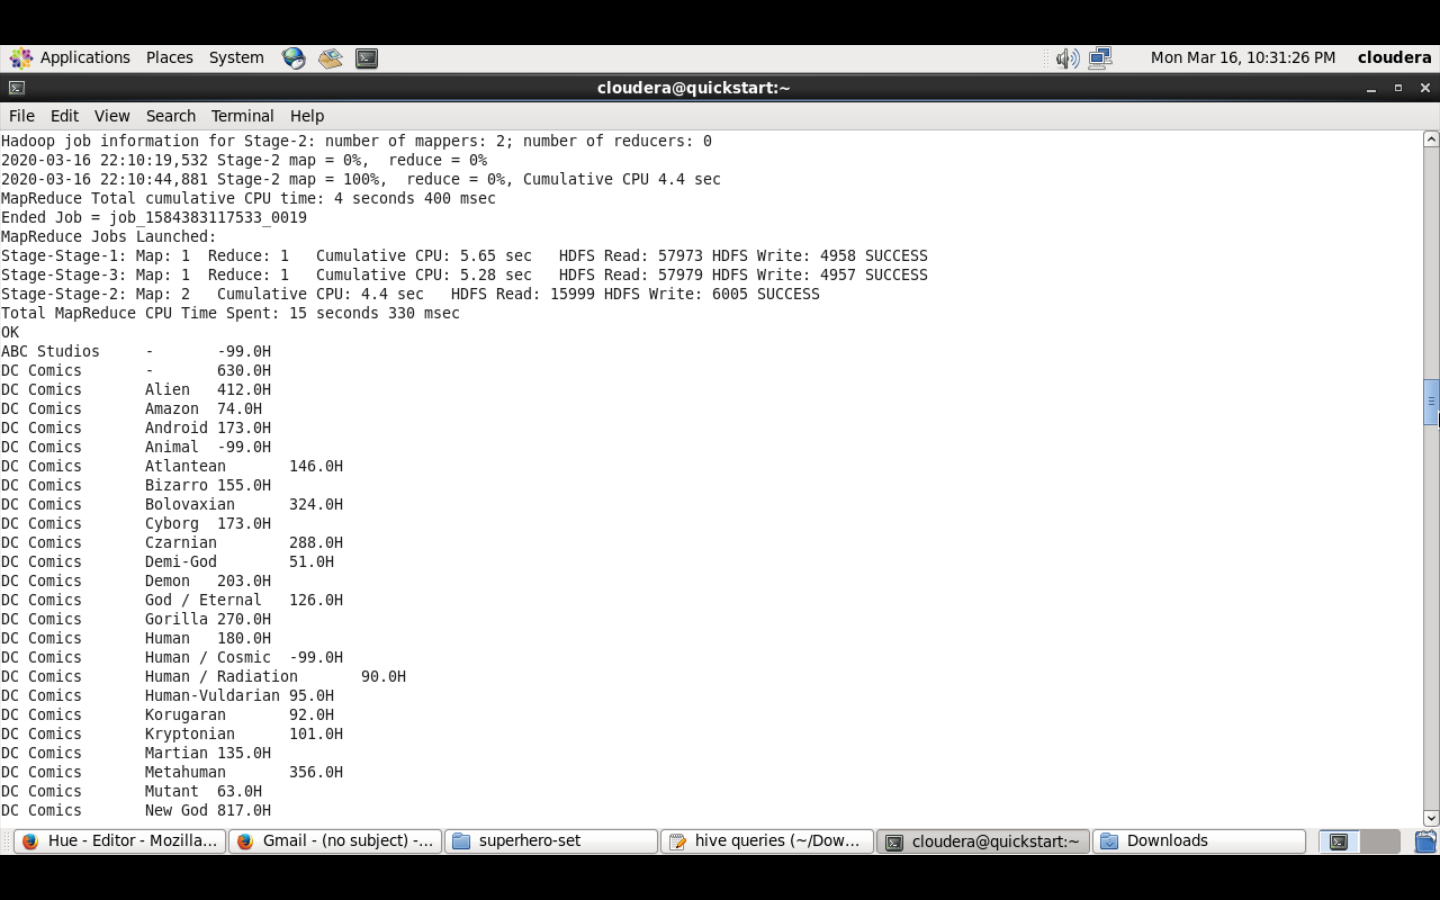 Applications Places System Mon Mar 16, 10:31:26 PM cloudera
cloudera@quickstart:~
File Edit View Search Terminal Help
Hadoop job information for Stage-2: number of mappers: 2; number of reducers: 0
2020-03-16 22:10:19,532 Stage-2 map = 0%,  reduce = 0%
2020-03-16 22:10:44,881 Stage-2 map = 100%,  reduce = 0%, Cumulative CPU 4.4 sec
MapReduce Total cumulative CPU time: 4 seconds 400 msec
Ended Job = job_1584383117533_0019
MapReduce Jobs Launched:
Stage-Stage-1: Map: 1  Reduce: 1   Cumulative CPU: 5.65 sec   HDFS Read: 57973 HDFS Write: 4958 SUCCESS
Stage-Stage-3: Map: 1  Reduce: 1   Cumulative CPU: 5.28 sec   HDFS Read: 57979 HDFS Write: 4957 SUCCESS
Stage-Stage-2: Map: 2   Cumulative CPU: 4.4 sec   HDFS Read: 15999 HDFS Write: 6005 SUCCESS
Total MapReduce CPU Time Spent: 15 seconds 330 msec
OK
ABC Studios     -       -99.0H
DC Comics       -       630.0H
DC Comics       Alien   412.0H
DC Comics       Amazon  74.0H
DC Comics       Android 173.0H
DC Comics       Animal  -99.0H
DC Comics       Atlantean       146.0H
DC Comics       Bizarro 155.0H
DC Comics       Bolovaxian      324.0H
DC Comics       Cyborg  173.0H
DC Comics       Czarnian        288.0H
DC Comics       Demi-God        51.0H
DC Comics       Demon   203.0H
DC Comics       God / Eternal   126.0H
DC Comics       Gorilla 270.0H
DC Comics       Human   180.0H
DC Comics       Human / Cosmic  -99.0H
DC Comics       Human / Radiation       90.0H
DC Comics       Human-Vuldarian 95.0H
DC Comics       Korugaran       92.0H
DC Comics       Kryptonian      101.0H
DC Comics       Martian 135.0H
DC Comics       Metahuman       356.0H
DC Comics       Mutant  63.0H
DC Comics       New God 817.0H
Hue - Editor - Mozilla... Gmail - (no subject) -... superhero-set hive queries (~/Dow... cloudera@quickstart:~ Downloads